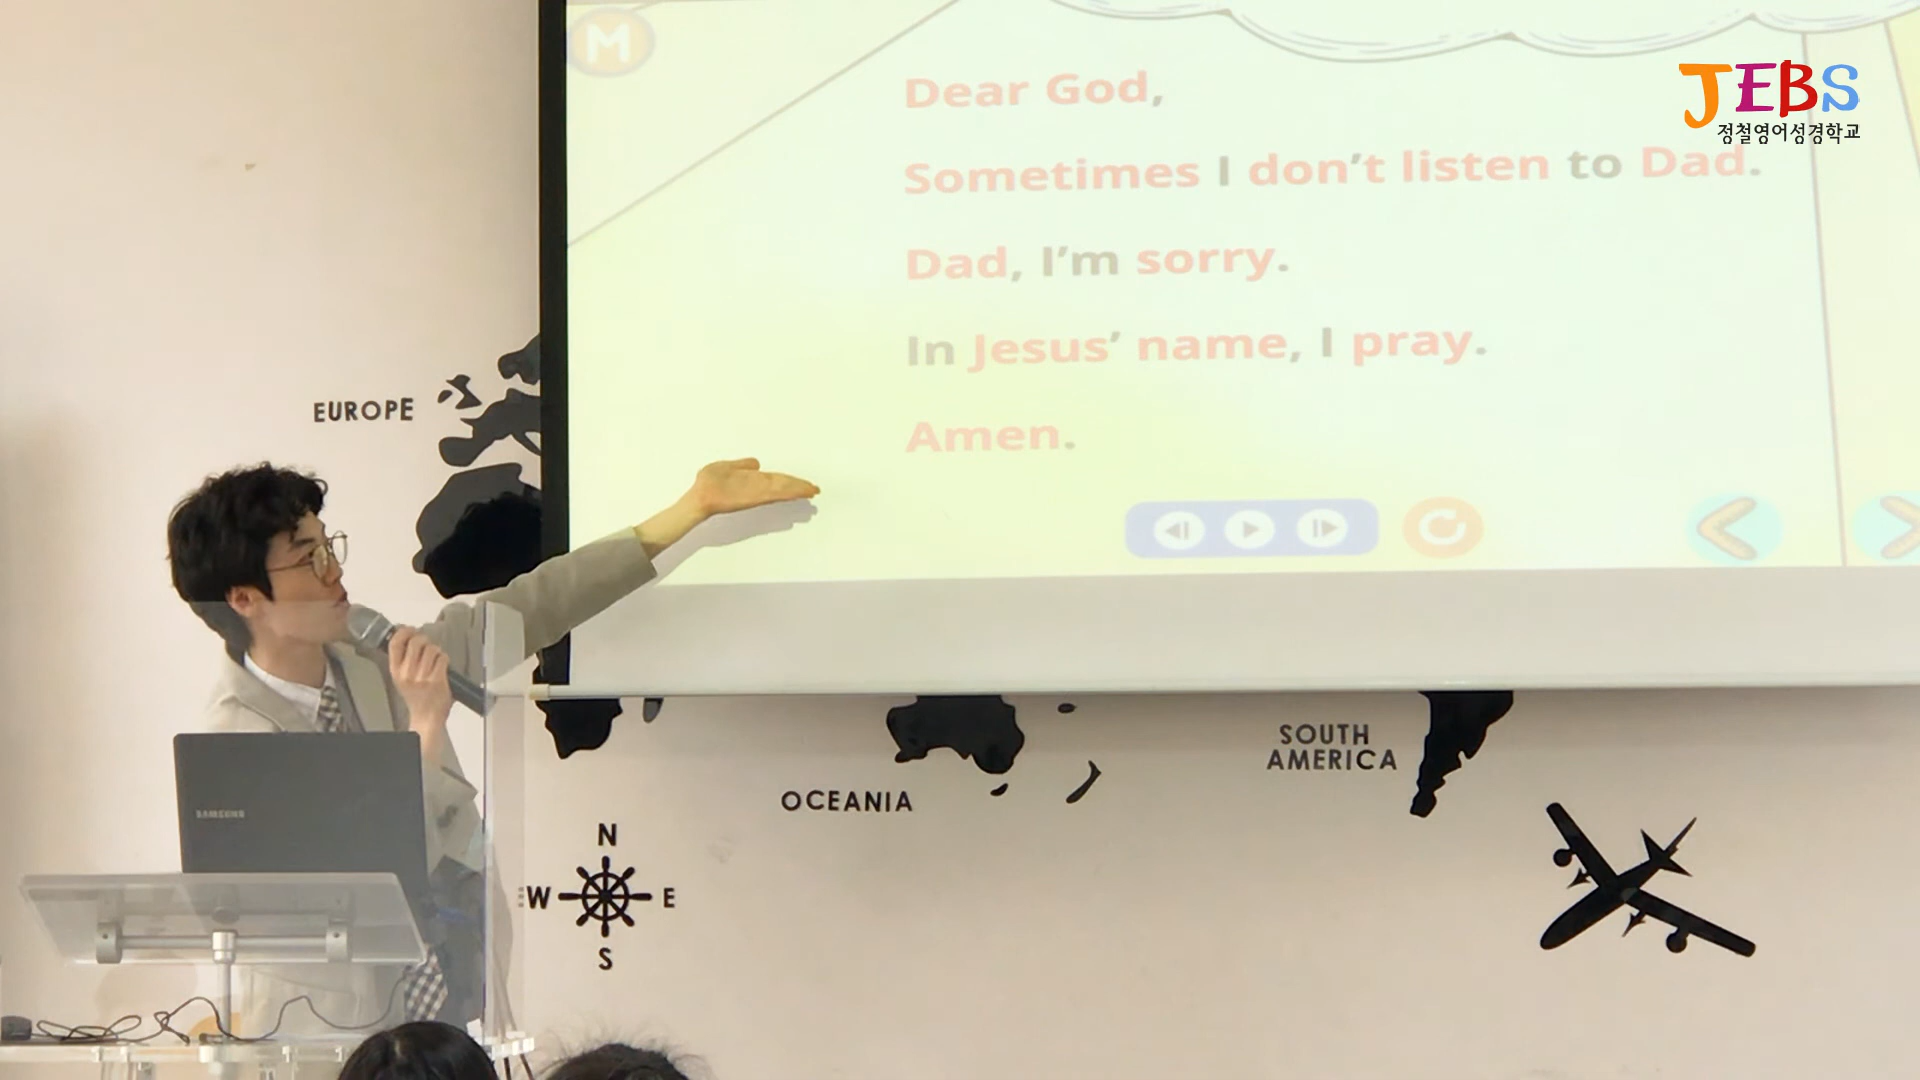 M
Dear God,
Sometimes I don't listen to Dad.
Dad, I'm sorry.
In Jesus' name, I pray.
Amen.
JEBS
정철영어성경학교
EUROPE
SAMSUNG
OCEANIA
SOUTH
AMERICA
N
W E
S